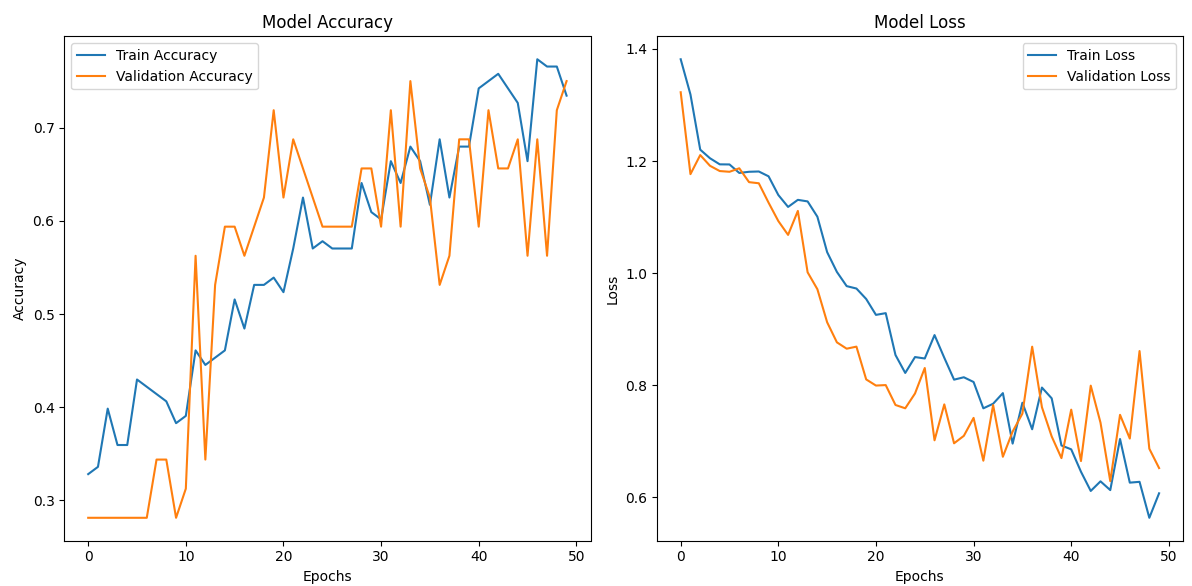 Model Accuracy
Train Accuracy
Validation Accuracy
Accuracy
0.7
0.6
0.5
0.4
0.3
0
10
20
30
40
50
Epochs
Model Loss
Train Loss
Validation Loss
Loss
1.4
1.2
1.0
0.8
0.6
0
10
20
30
40
50
Epochs